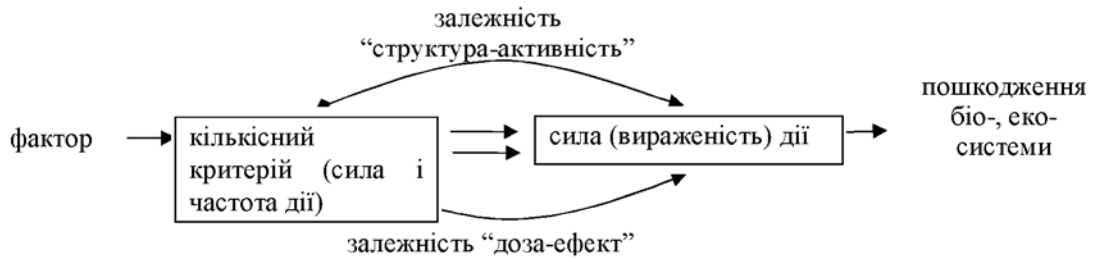 залежність
“структура-активність”
фактор
кількісний
критерій (сила і
частота дії)
сила (вираженість) дії
пошкодження
біо-, еко-
системи
залежність “доза-ефект”